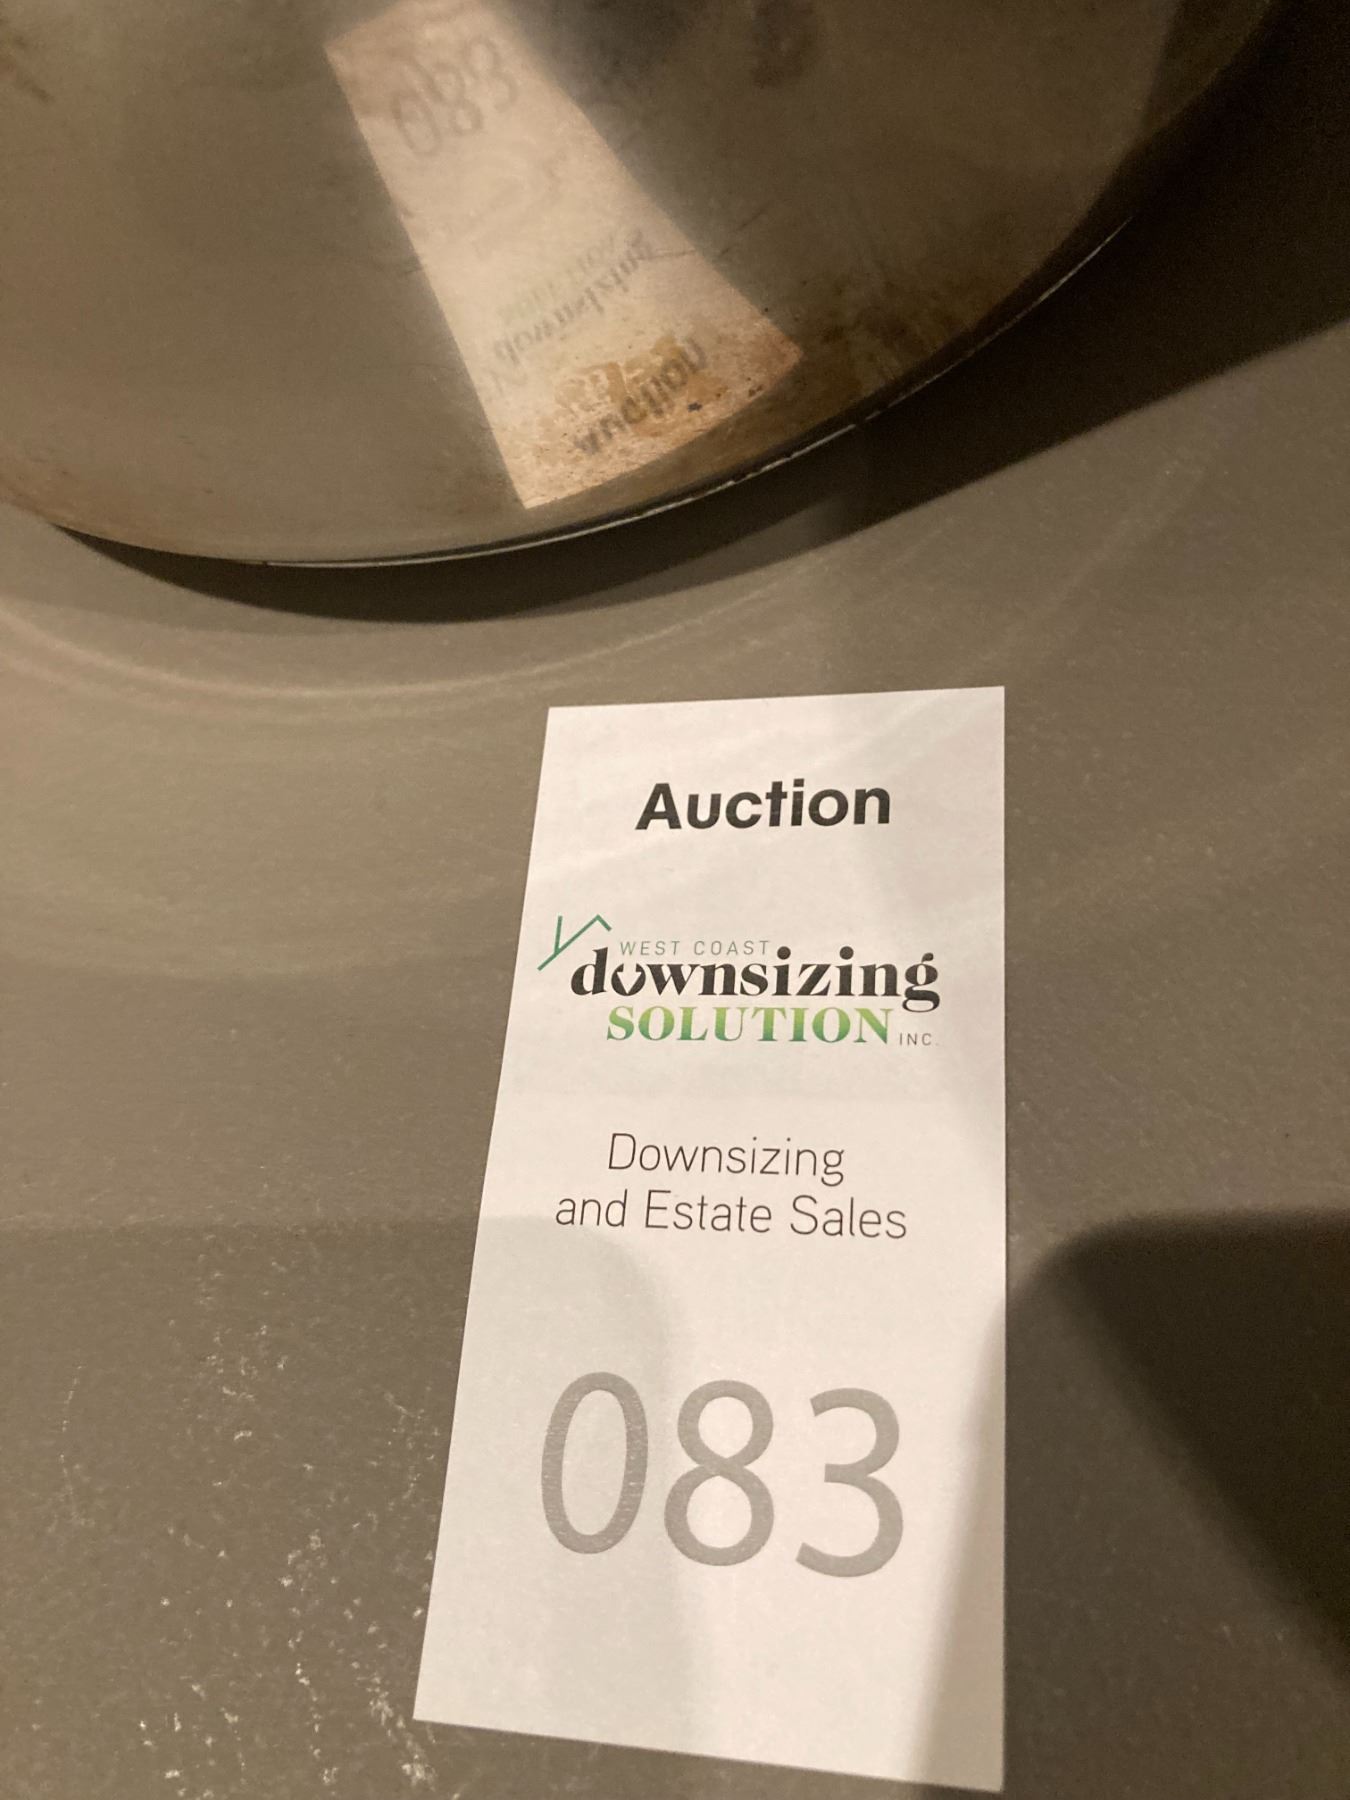 Auction
WEST COAST
downsizing
SOLUTION INC.
Downsizing
and Estate Sales
083